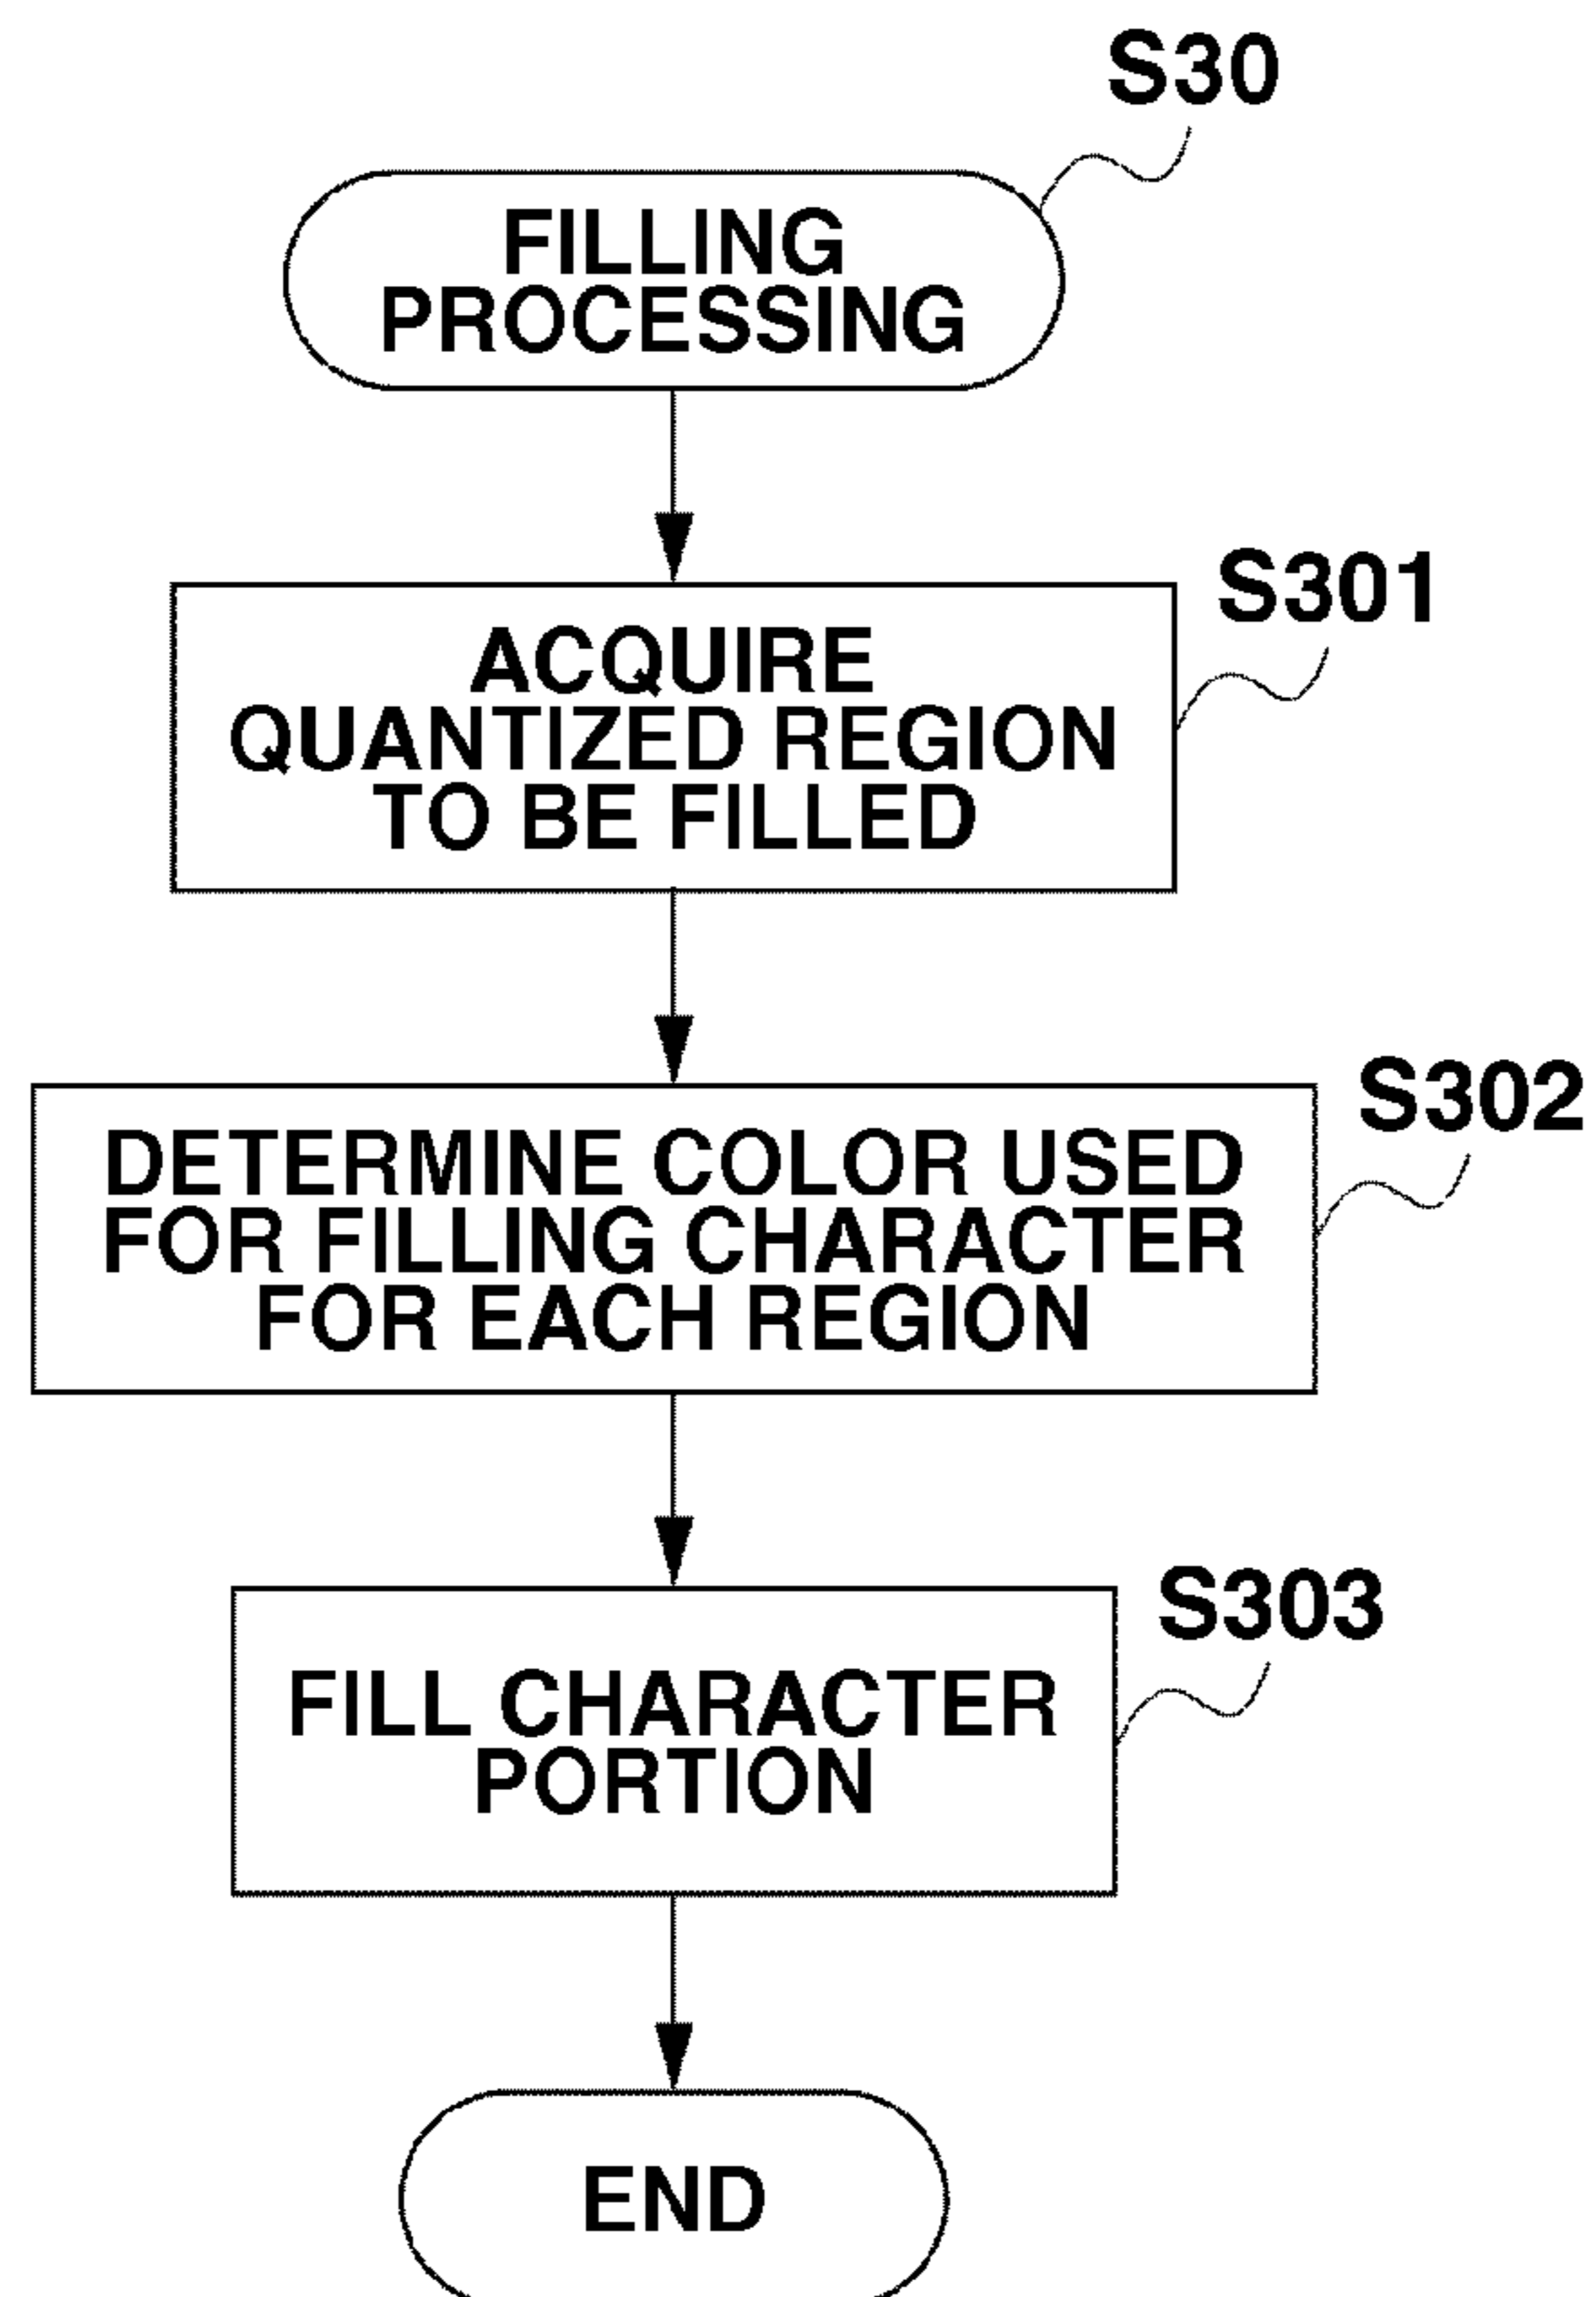 S30
FILLING
PROCESSING
S301
ACQUIRE
QUANTIZED REGION
TO BE FILLED
S302
DETERMINE COLOR USED
FOR FILLING CHARACTER
FOR EACH REGION
S303
FILL CHARACTER
PORTION
END